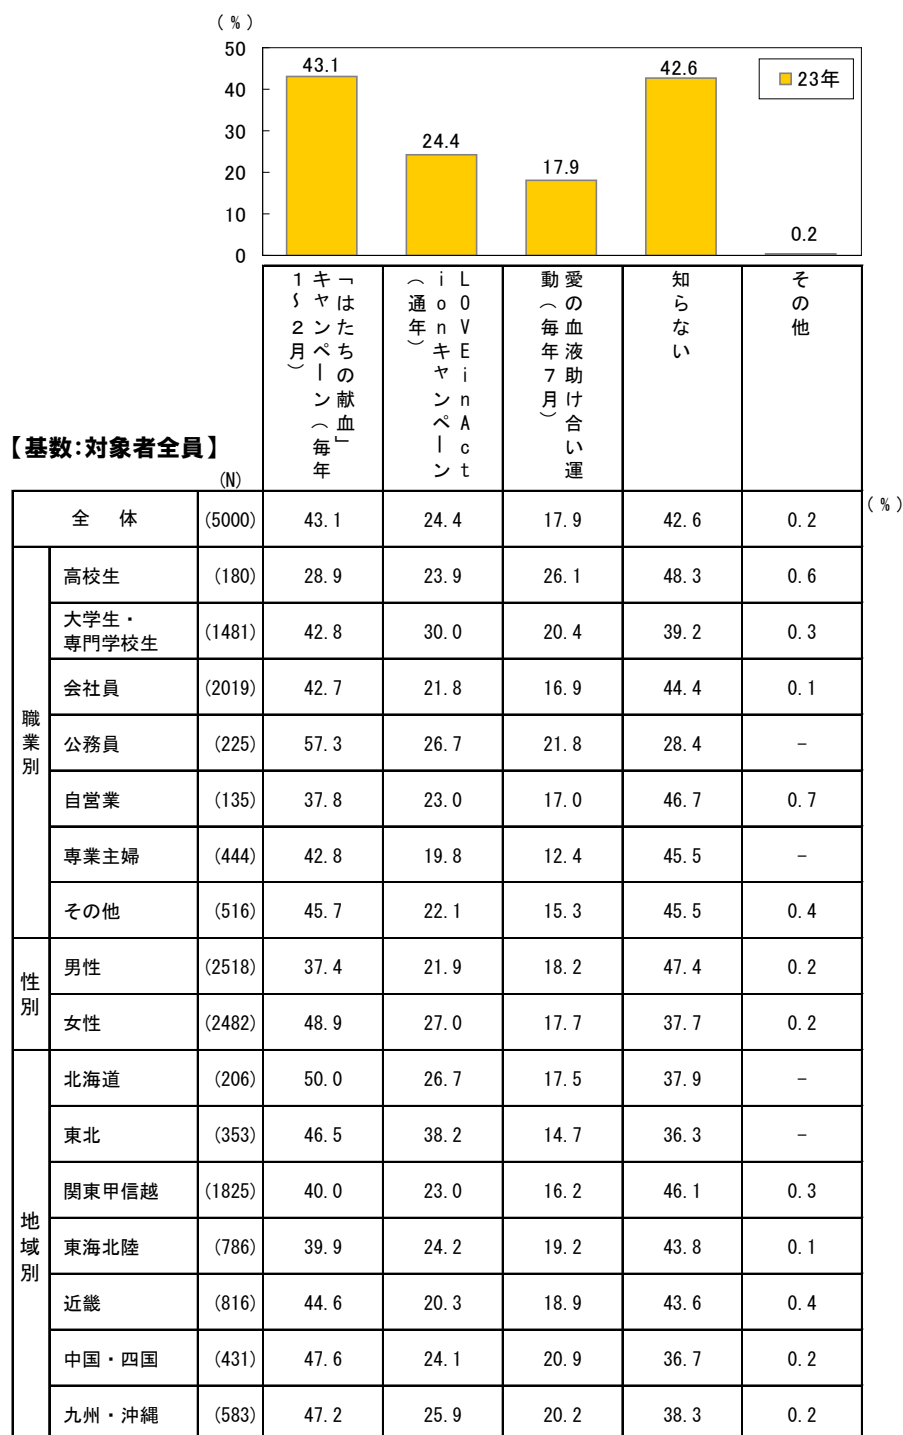 (%)
50
40
30
20
10
0
43.1
24.4
17.9
42.6
0.2
23年
「はたちの献血」
キャンペーン(毎年
1~2月)
LOVEinAct
ionキャンペーン
(通年)
愛の血液助け合い運
動(毎年7月)
知らない
その他
【基数:対象者全員】
(N)
(%)
全 体 (5000) 43.1 24.4 17.9 42.6 0.2
職業別
高校生 (180) 28.9 23.9 26.1 48.3 0.6
大学生・
専門学校生 (1481) 42.8 30.0 20.4 39.2 0.3
会社員 (2019) 42.7 21.8 16.9 44.4 0.1
公務員 (225) 57.3 26.7 21.8 28.4 -
自営業 (135) 37.8 23.0 17.0 46.7 0.7
専業主婦 (444) 42.8 19.8 12.4 45.5 -
その他 (516) 45.7 22.1 15.3 45.5 0.4
性別
男性 (2518) 37.4 21.9 18.2 47.4 0.2
女性 (2482) 48.9 27.0 17.7 37.7 0.2
地域別
北海道 (206) 50.0 26.7 17.5 37.9 -
東北 (353) 46.5 38.2 14.7 36.3 -
関東甲信越 (1825) 40.0 23.0 16.2 46.1 0.3
東海北陸 (786) 39.9 24.2 19.2 43.8 0.1
近畿 (816) 44.6 20.3 18.9 43.6 0.4
中国・四国 (431) 47.6 24.1 20.9 36.7 0.2
九州・沖縄 (583) 47.2 25.9 20.2 38.3 0.2